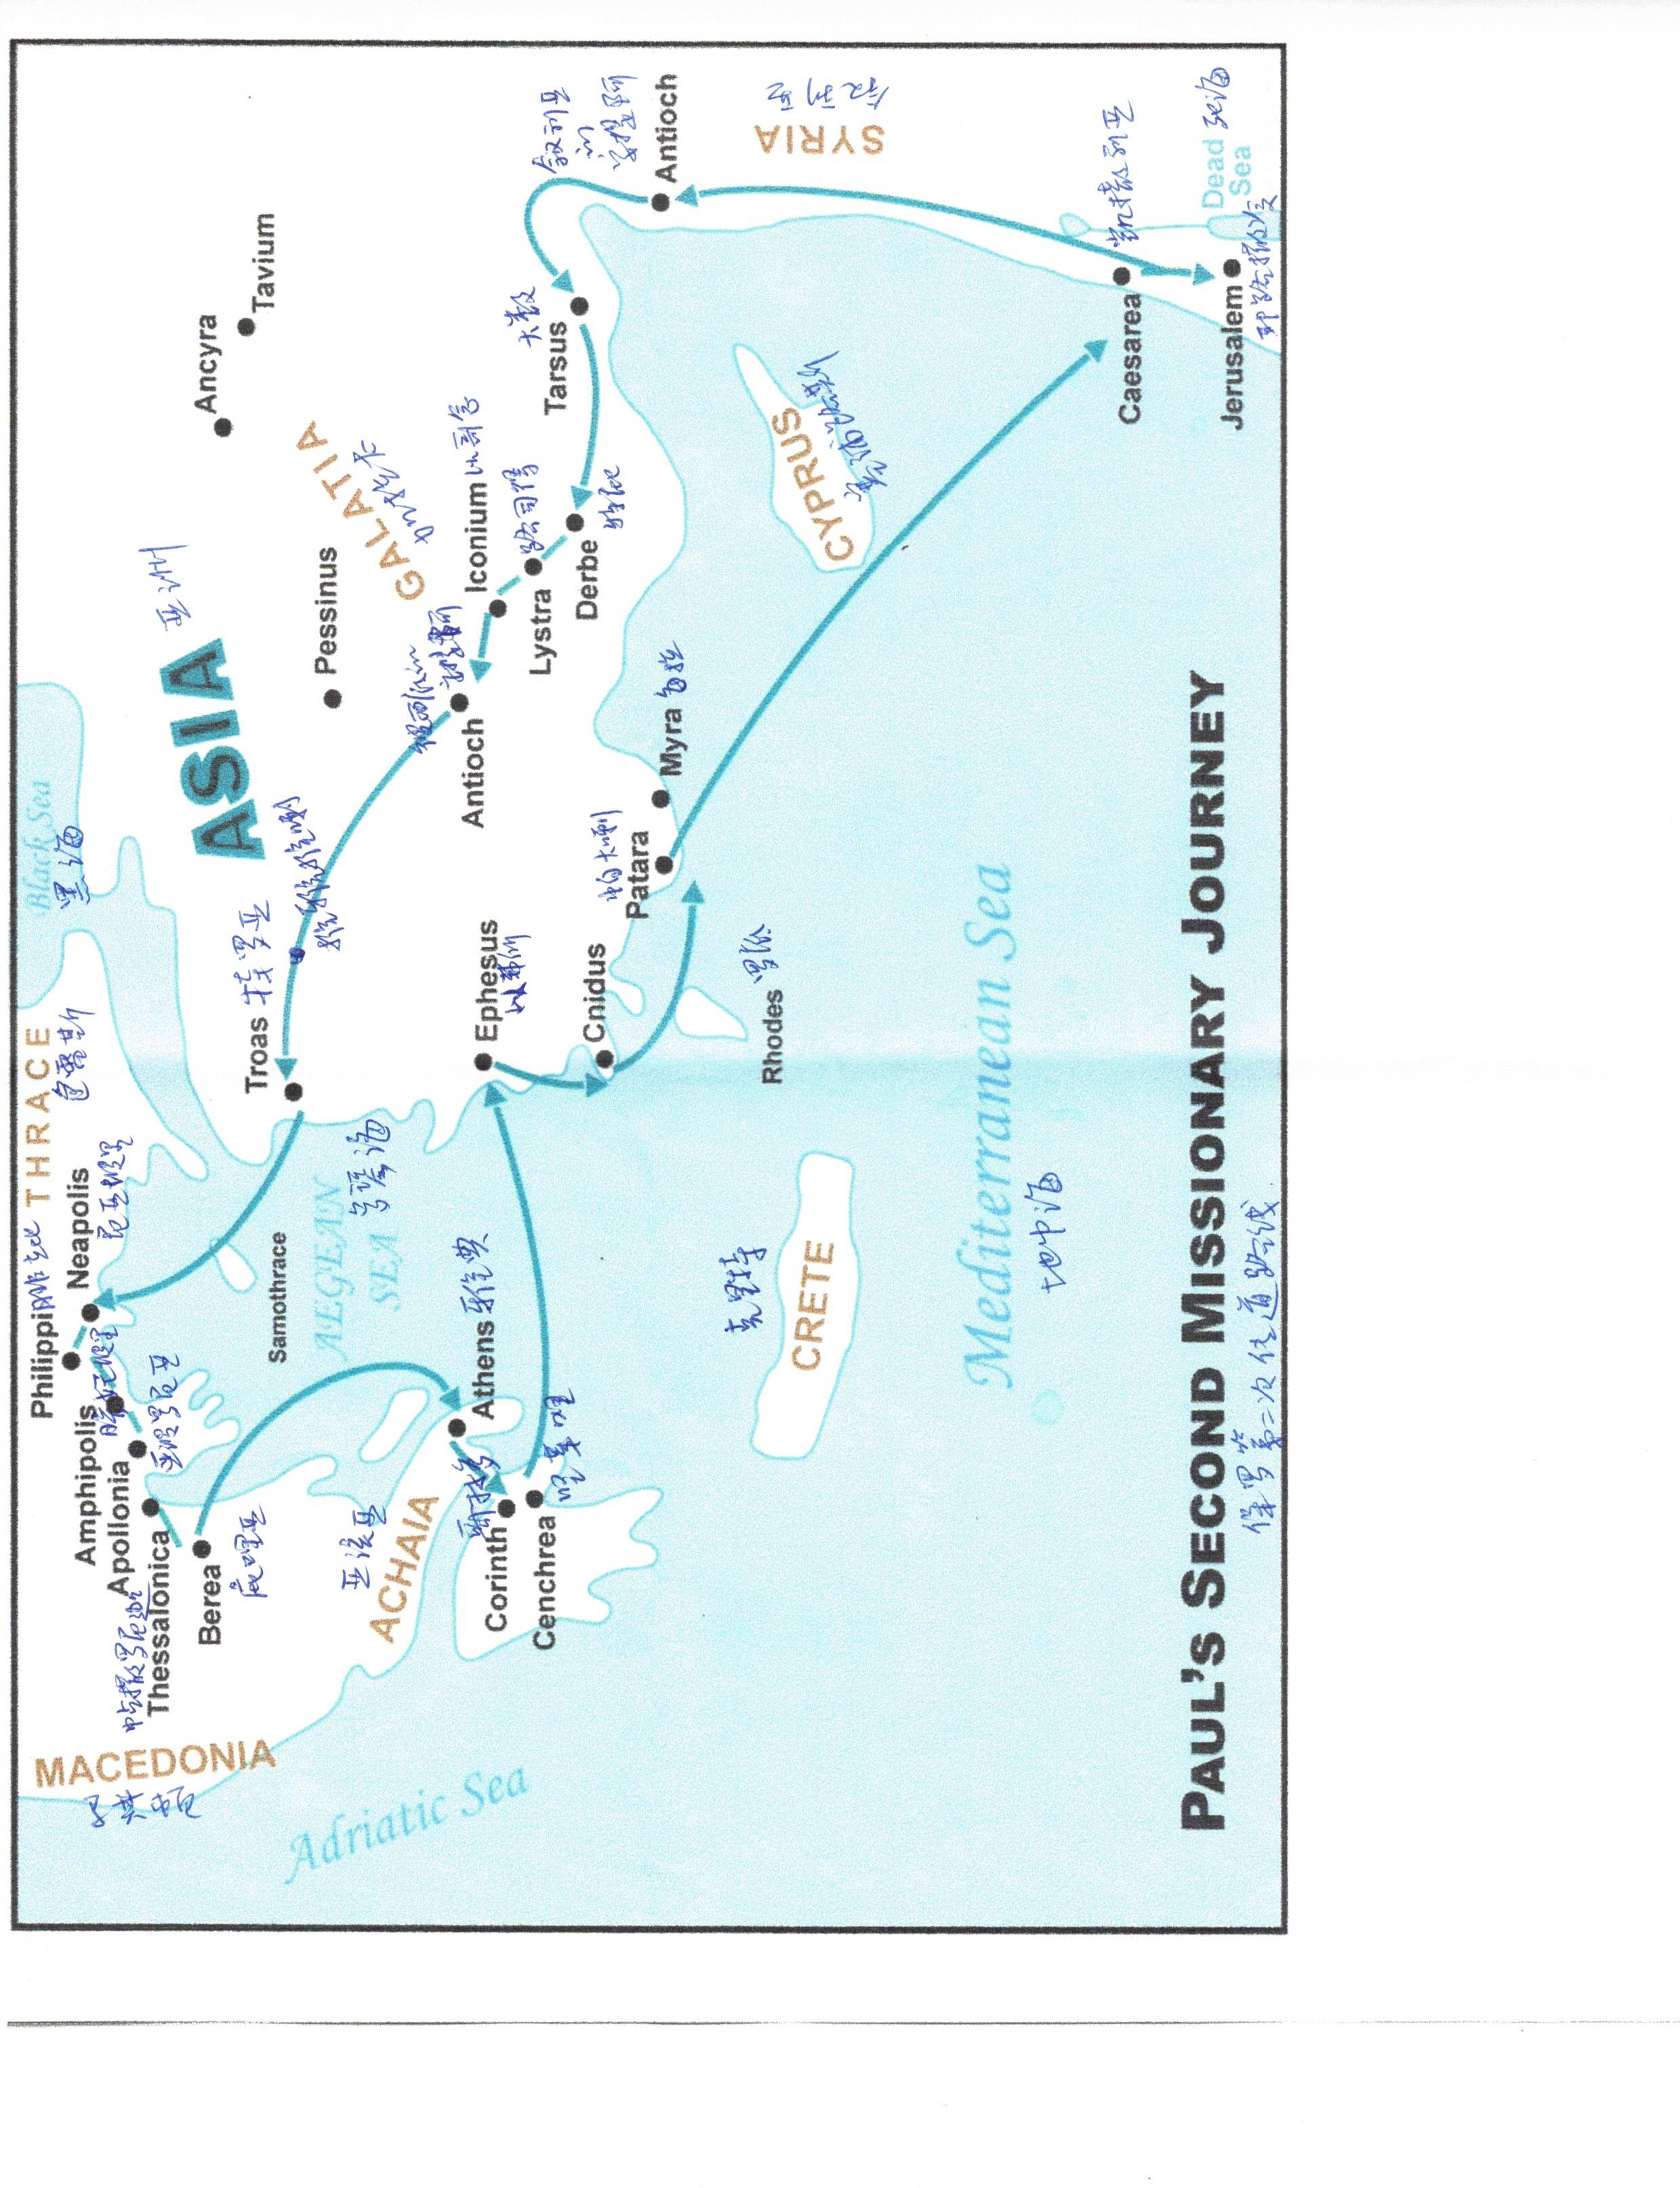 Black Sea
黑海
THRACE
色雷斯
Philippi 腓立比
Neapolis
尼亚波里
Amphipolis
暗妃波里
Apollonia
亚波罗尼亚
Thessalonica
帖撒罗尼迦
Berea
庇哩亚
MACEDONIA
马其顿
Adriatic Sea
Samothrace
AEGEAN
SEA
爱琴海
Troas 特罗亚
ASIA 亚洲
Ancyra
Tavium
Pessinus
GALATIA
加拉太
Antioch
彼西底的
安提阿
Iconium 以哥念
Lystra
路司得
Derbe
特庇
Tarsus
大数
Antioch
叙利亚
的
安提阿
SYRIA
叙利亚
ACHAIA
亚该亚
Athens 雅典
Corinth
哥林多
Cenchrea
坚革哩
Ephesus
以弗所
Cnidus
Patara
帕大喇
Myra 每拉
Rhodes 罗底
CRETE
克里特
CYPRUS
塞浦路斯
Mediterranean Sea
地中海
Caesarea
凯撒利亚
Jerusalem
耶路撒冷
Dead
Sea
死海
PAUL'S SECOND MISSIONARY JOURNEY
保罗第二次传道路线